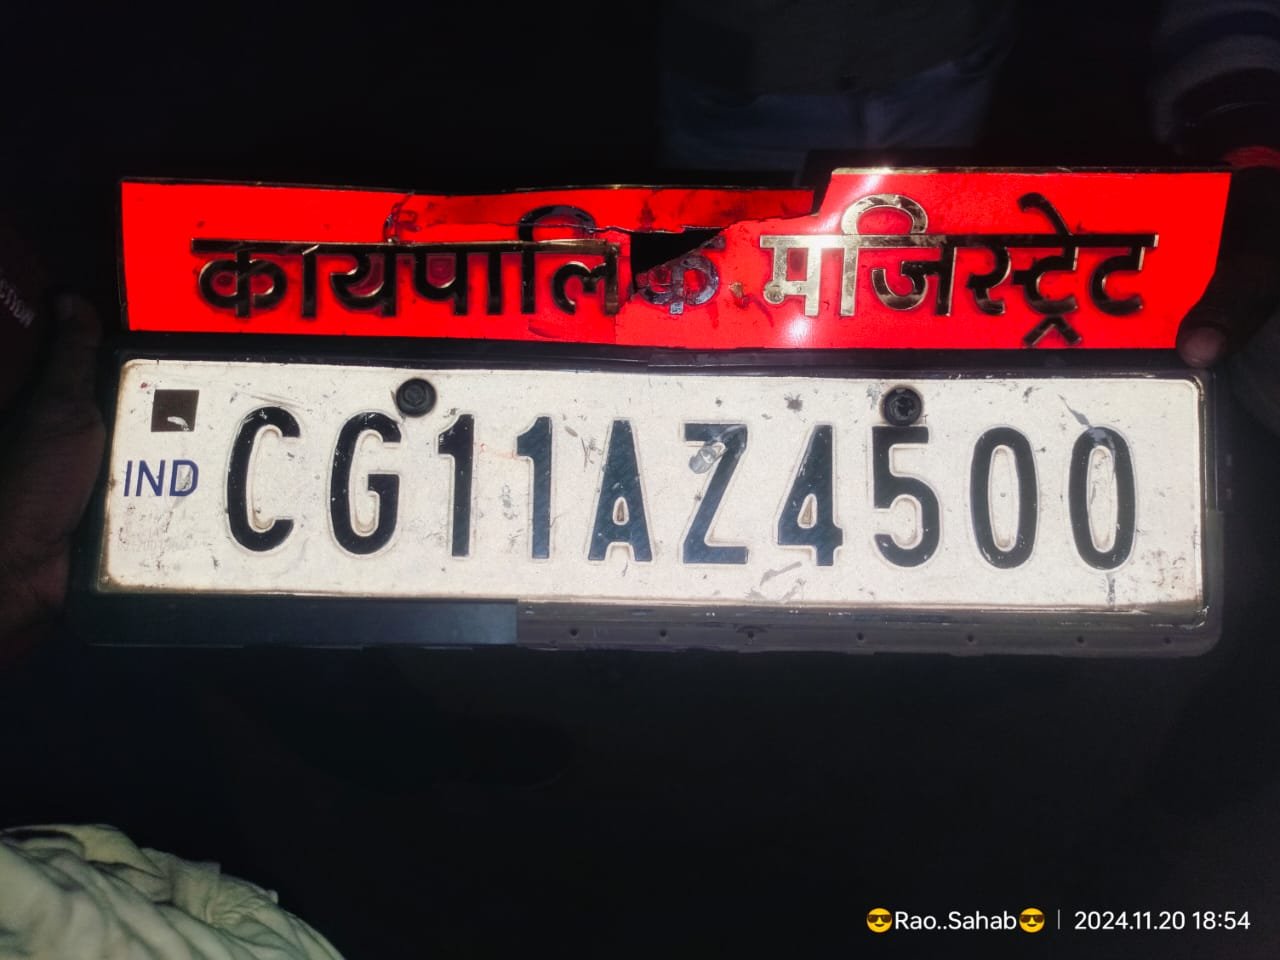 कार्यपालिक मजिस्ट्रेट
IND
CG11AZ4500
😎Rao..Sahab😎 | 2024.11.20 18:54